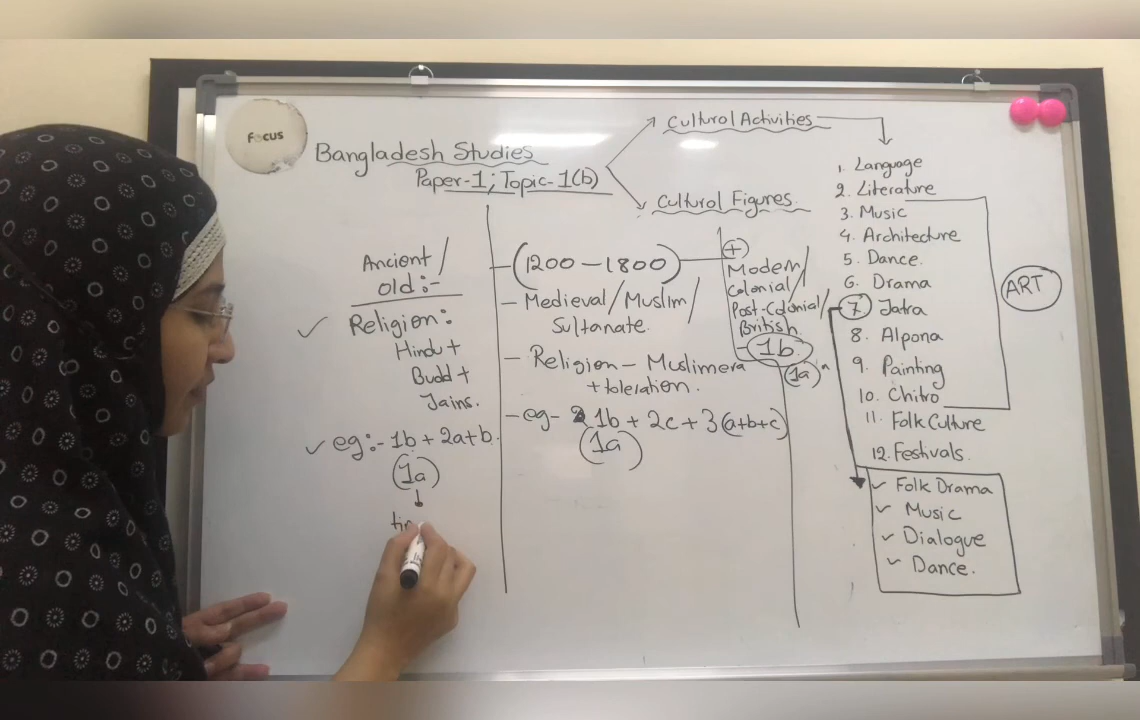 Focus
Bangladesh Studies
Paper-1; Topic-1(b)
Cultural Activities
Cultural Figures.
Ancient/
old:-
✓ Religion:
Hindu +
Budd +
Jains.
✓ eg:- 1b + 2a+b.
(1a)
- (1200 - 1800)
- Medieval/Muslim/
Sultanate.
- Religion - Muslim era
+ toleration.
- eg- 1b + 2c + 3(a+b+c)
(1a)
(+)
Modern/
Colonial/
Post-Colonial/
British.
- 1b
(1a)
1. Language
2. Literature
3. Music
4. Architecture
5. Dance.
6. Drama
7. Jatra
8. Alpona
9. Painting
10. Chitro
11. Folk Culture
12. Festivals.
ART
✓ Folk Drama
✓ Music
✓ Dialogue
✓ Dance.